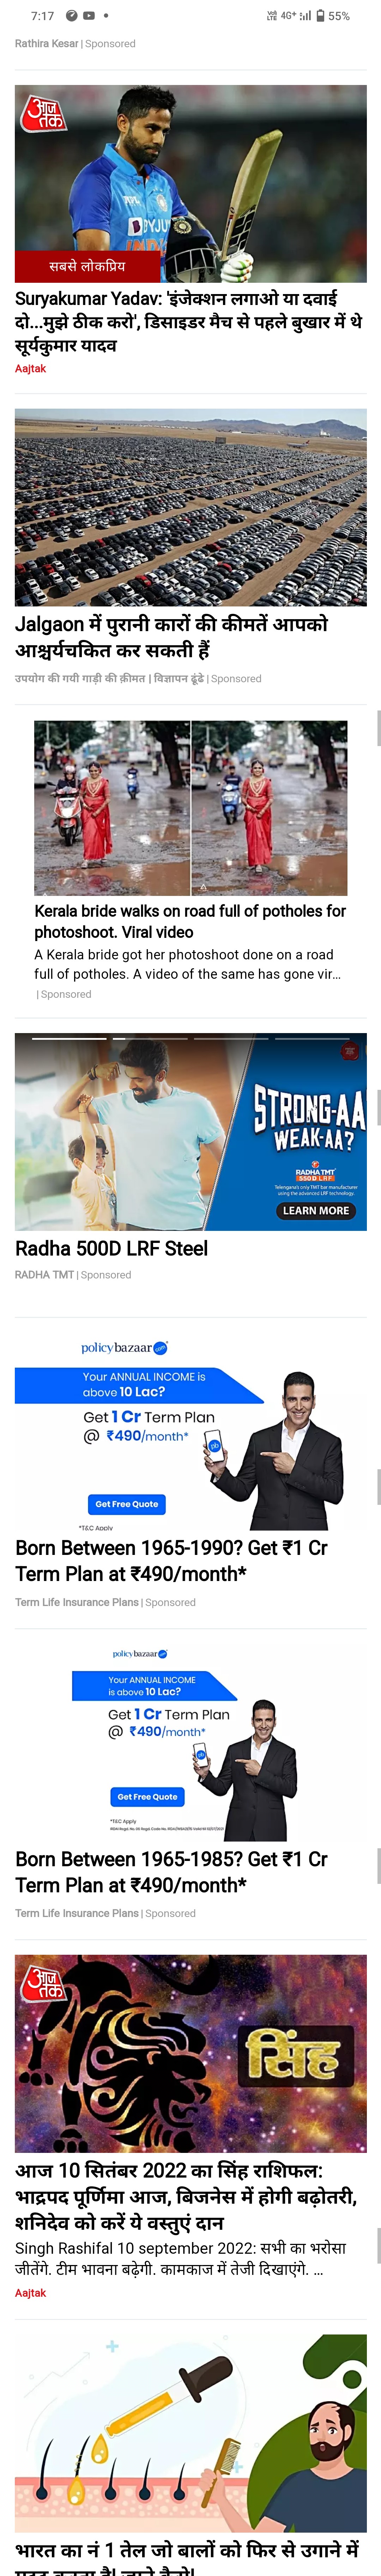 7:17
4G+ 55%
Rathira Kesar | Sponsored
आज
तक
BYJU
सबसे लोकप्रिय
Suryakumar Yadav: 'इंजेक्शन लगाओ या दवाई
दो...मुझे ठीक करो', डिसाइडर मैच से पहले बुखार में थे
सूर्यकुमार यादव
Aajtak
Jalgaon में पुरानी कारों की कीमतें आपको
आश्चर्यचकित कर सकती हैं
उपयोग की गयी गाड़ी की क़ीमत | विज्ञापन ढूंढे | Sponsored
Kerala bride walks on road full of potholes for
photoshoot. Viral video
A Kerala bride got her photoshoot done on a road
full of potholes. A video of the same has gone vir...
| Sponsored
STRONG-AA
WEAK-AA?
RADHA TMT
550D LRF
Telangana's only TMT bar manufacturer
using the advanced LRF technology.
LEARN MORE
Radha 500D LRF Steel
RADHA TMT | Sponsored
policybazaar.com
Your ANNUAL INCOME is
above 10 Lac?
Get 1 Cr Term Plan
@ ₹490/month*
pb
Get Free Quote
*T&C Apply
Born Between 1965-1990? Get ₹1 Cr
Term Plan at ₹490/month*
Term Life Insurance Plans | Sponsored
policybazaar.com
Your ANNUAL INCOME
is above 10 Lac?
Get 1 Cr Term Plan
@ ₹490/month*
pb
Get Free Quote
*T&C Apply
Born Between 1965-1985? Get ₹1 Cr
Term Plan at ₹490/month*
Term Life Insurance Plans | Sponsored
आज
तक
सिंह
आज 10 सितंबर 2022 का सिंह राशिफल:
भाद्रपद पूर्णिमा आज, बिजनेस में होगी बढ़ोतरी,
शनिदेव को करें ये वस्तुएं दान
Singh Rashifal 10 september 2022: सभी का भरोसा
जीतेंगे. टीम भावना बढ़ेगी. कामकाज में तेजी दिखाएंगे. ...
Aajtak
भारत का नं 1 तेल जो बालों को फिर से उगाने में